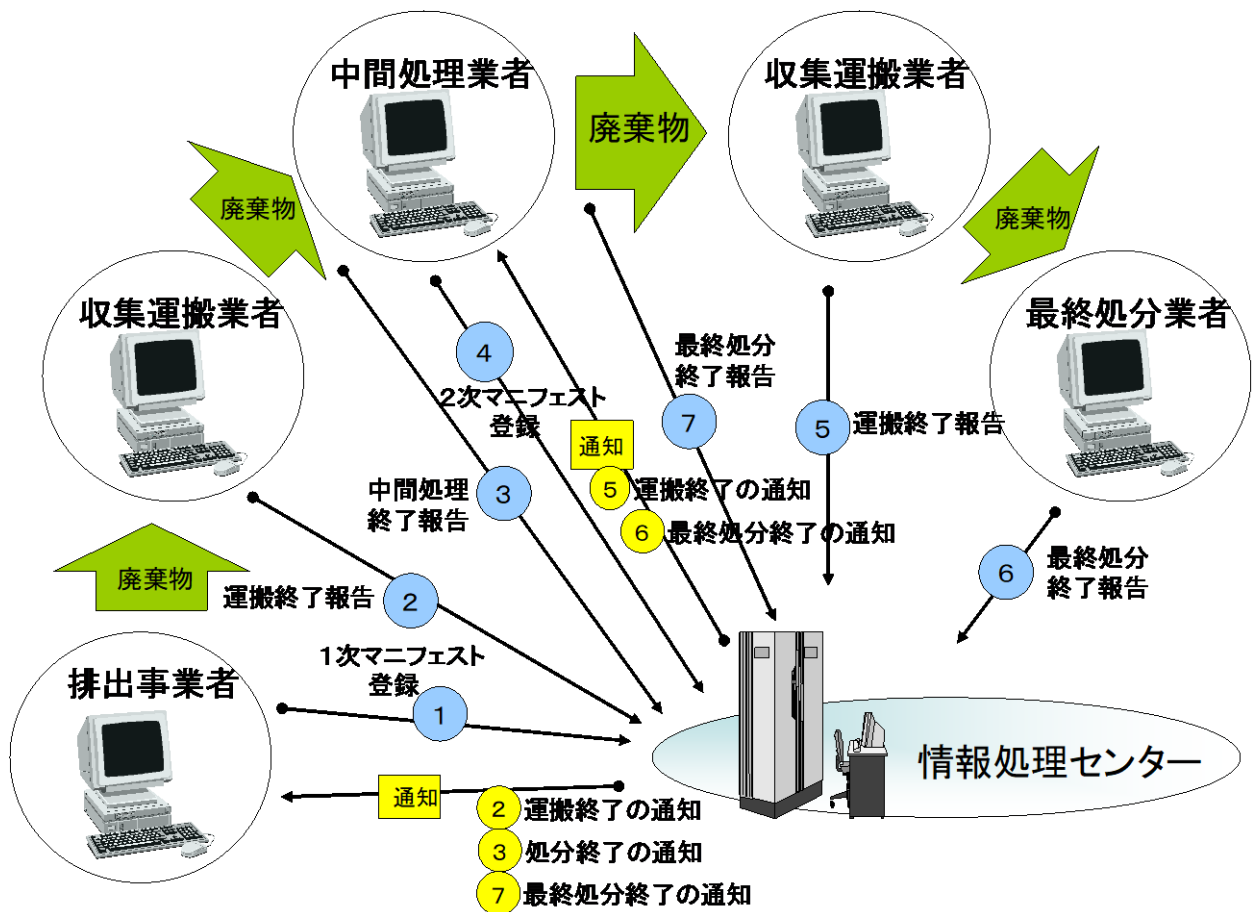 中間処理業者
収集運搬業者
廃棄物
廃棄物
廃棄物
収集運搬業者
最終処分業者
4
2次マニフェスト
登録
最終処分
終了報告
7
5
運搬終了報告
通知
中間処理
終了報告
3
5
運搬終了の通知
6
最終処分終了の通知
6
最終処分
終了報告
廃棄物
運搬終了報告
2
1次マニフェスト
登録
1
排出事業者
情報処理センター
通知
2
運搬終了の通知
3
処分終了の通知
7
最終処分終了の通知